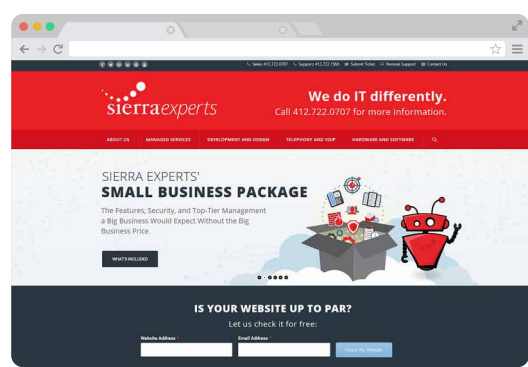 Sales: 412.722.0707 Support: 412.722.1560 Submit Ticket Remote Support Contact Us
sierraexperts
We do IT differently.
Call 412.722.0707 for more information.
ABOUT US MANAGED SERVICES DEVELOPMENT AND DESIGN TELEPHONY AND VOIP HARDWARE AND SOFTWARE
SIERRA EXPERTS'
SMALL BUSINESS PACKAGE
The Features, Security, and Top-Tier Management
a Big Business Would Expect Without the Big
Business Price
WHAT'S INCLUDED
IS YOUR WEBSITE UP TO PAR?
Let us check it for free:
Website Address * Email Address *
Check My Website